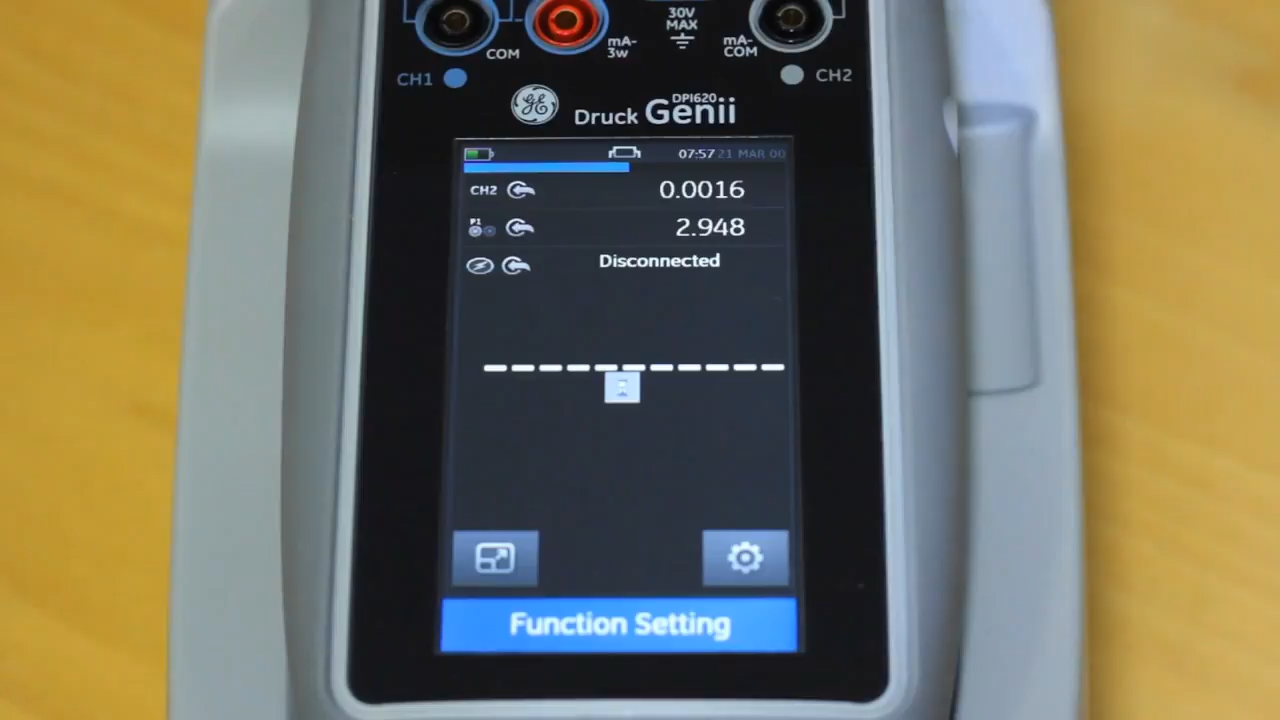 COM
mA-
3w
30V
MAX
mA-
COM
CH1
CH2
GE
Druck Genii
DPI620
07:57 21 MAR 00
CH2 0.0016
P1 2.948
Disconnected
Function Setting